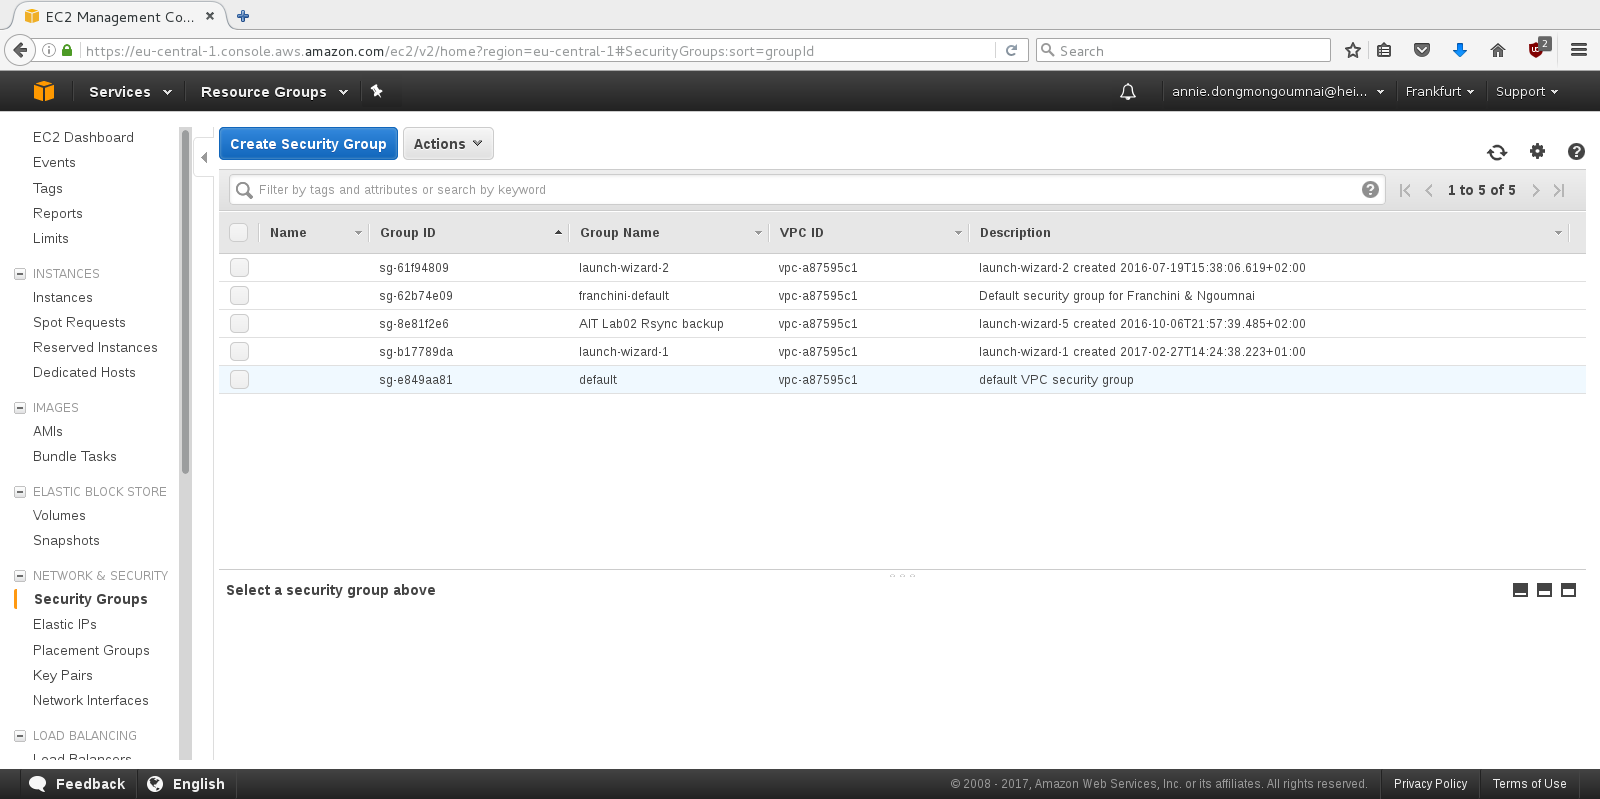 EC2 Management Co...
https://eu-central-1.console.aws.amazon.com/ec2/v2/home?region=eu-central-1#SecurityGroups:sort=groupId
Search
2
Services
Resource Groups
annie.dongmongoumnai@hei...
Frankfurt
Support
EC2 Dashboard
Events
Tags
Reports
Limits
INSTANCES
Instances
Spot Requests
Reserved Instances
Dedicated Hosts
IMAGES
AMIs
Bundle Tasks
ELASTIC BLOCK STORE
Volumes
Snapshots
NETWORK & SECURITY
Security Groups
Elastic IPs
Placement Groups
Key Pairs
Network Interfaces
LOAD BALANCING
Load Balancers
Create Security Group
Actions
Filter by tags and attributes or search by keyword
1 to 5 of 5
Name Group ID Group Name VPC ID Description
sg-61f94809 launch-wizard-2 vpc-a87595c1 launch-wizard-2 created 2016-07-19T15:38:06.619+02:00
sg-62b74e09 franchini-default vpc-a87595c1 Default security group for Franchini & Ngoumnai
sg-8e81f2e6 AIT Lab02 Rsync backup vpc-a87595c1 launch-wizard-5 created 2016-10-06T21:57:39.485+02:00
sg-b17789da launch-wizard-1 vpc-a87595c1 launch-wizard-1 created 2017-02-27T14:24:38.223+01:00
sg-e849aa81 default vpc-a87595c1 default VPC security group
Select a security group above
Feedback
English
© 2008 - 2017, Amazon Web Services, Inc. or its affiliates. All rights reserved.
Privacy Policy
Terms of Use